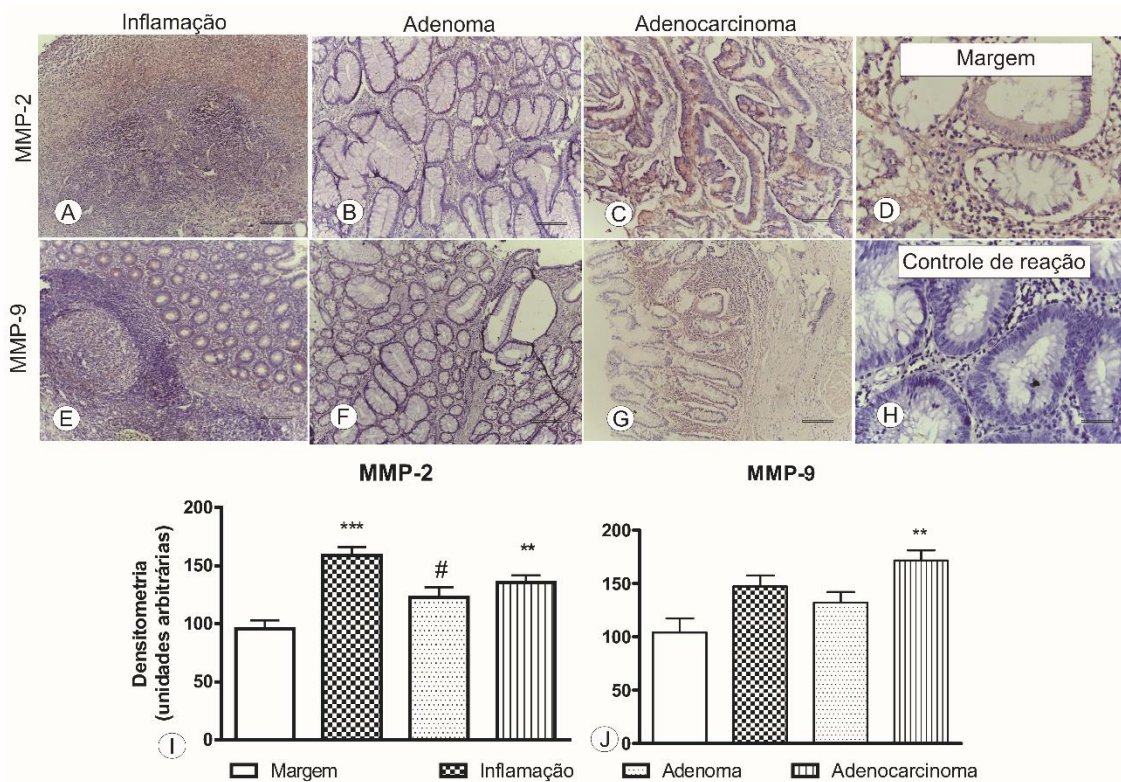 Inflamação Adenoma Adenocarcinoma
MMP-2
Margem
A B C D
MMP-9
Controle de reação
E F G H
MMP-2
Densitometria
(unidades arbitrárias)
200
150
100
50
0
***
#
**
I
MMP-9
200
150
100
50
0
**
J
Margem Inflamação Adenoma Adenocarcinoma